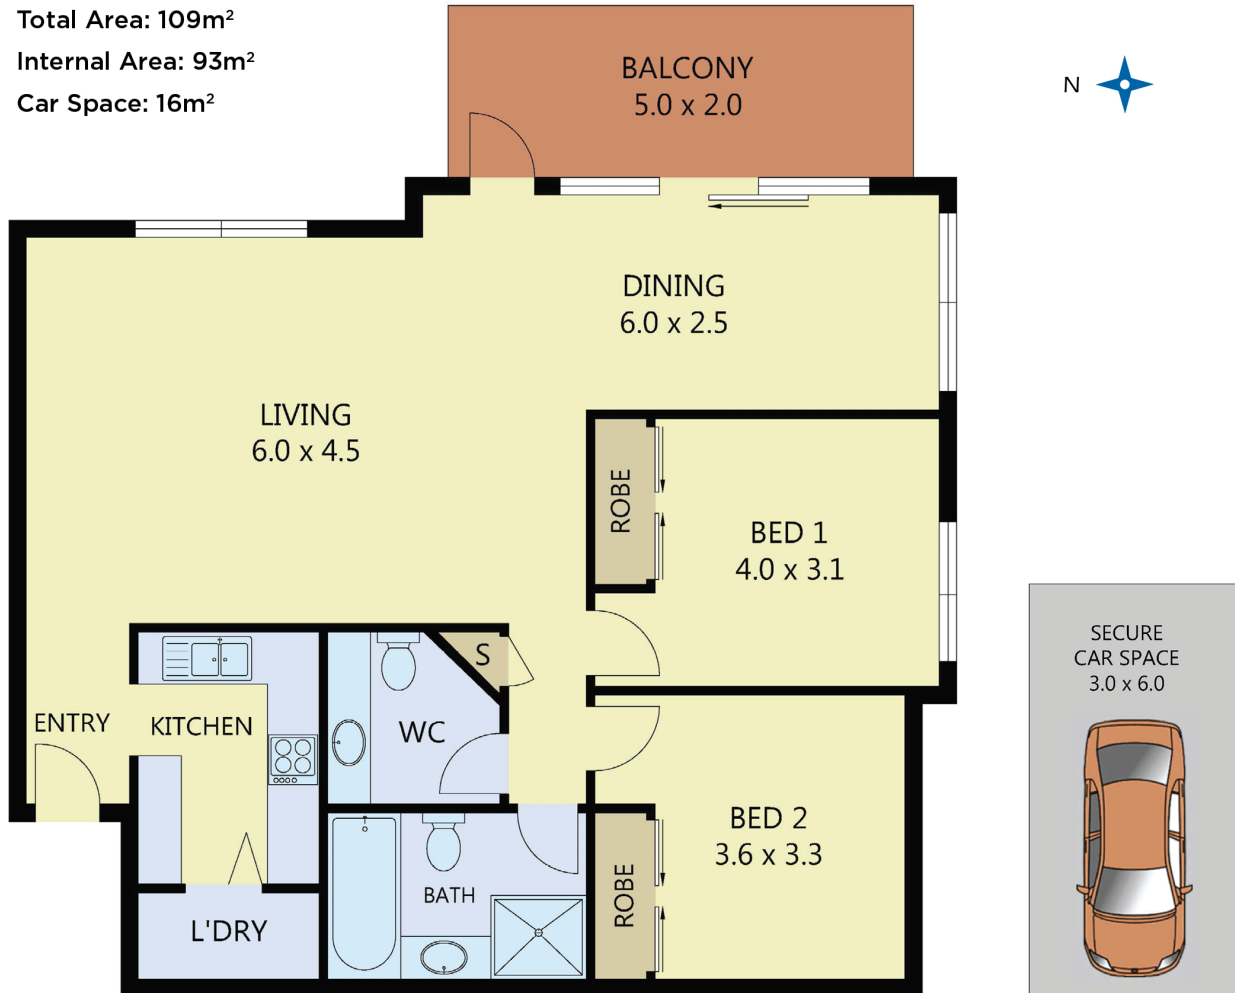 Total Area: 109m²
Internal Area: 93m²
Car Space: 16m²
BALCONY
5.0 x 2.0
N
DINING
6.0 x 2.5
LIVING
6.0 x 4.5
ROBE
BED 1
4.0 x 3.1
SECURE
CAR SPACE
3.0 x 6.0
S
ENTRY
KITCHEN
WC
BED 2
3.6 x 3.3
ROBE
BATH
L'DRY